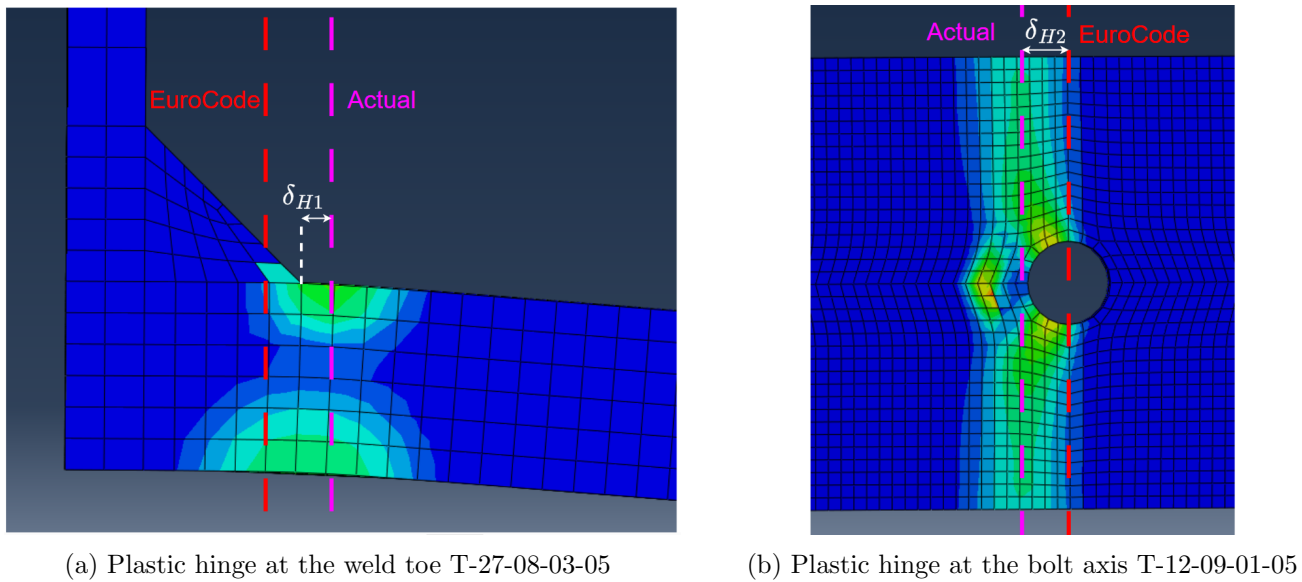 EuroCode
Actual
δH1
Actual
δH2
EuroCode
(a) Plastic hinge at the weld toe T-27-08-03-05
(b) Plastic hinge at the bolt axis T-12-09-01-05